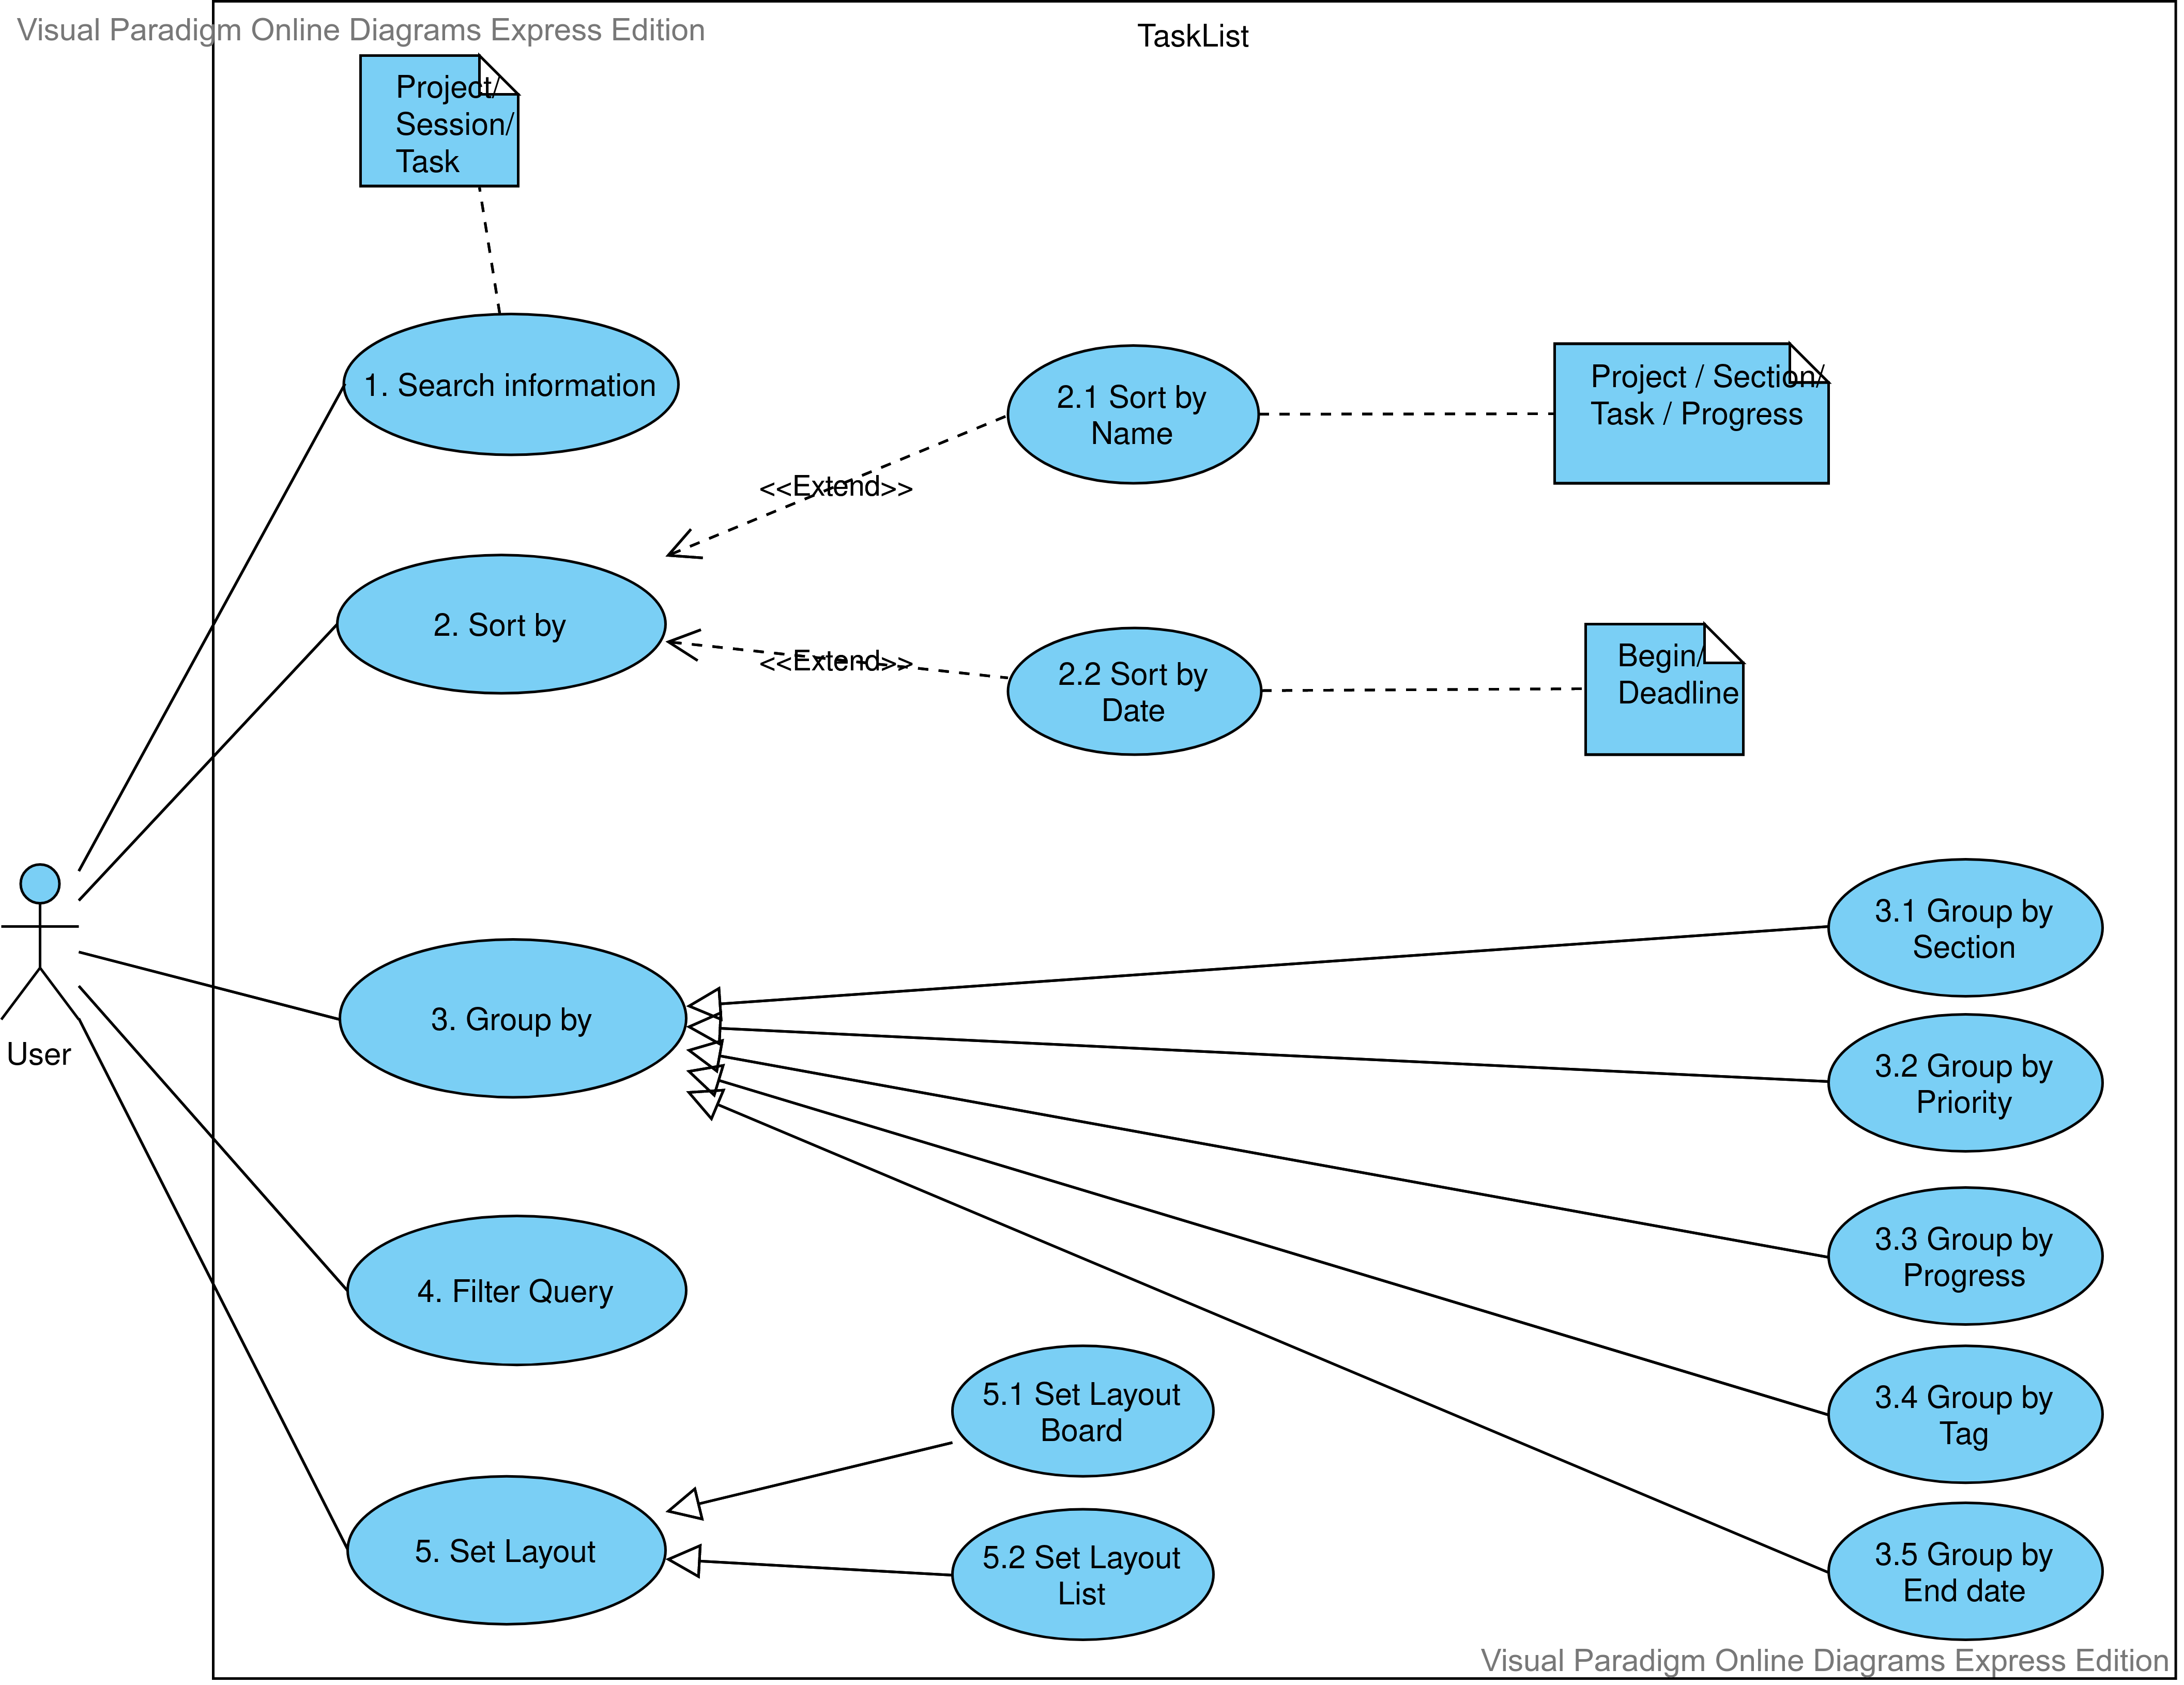 Visual Paradigm Online Diagrams Express Edition
TaskList
Project/
Session/
Task
1. Search information
2.1 Sort by
Name
Project / Section/
Task / Progress
<<Extend>>
2. Sort by
<<Extend>>
2.2 Sort by
Date
Begin/
Deadline
User
3. Group by
3.1 Group by
Section
3.2 Group by
Priority
3.3 Group by
Progress
4. Filter Query
3.4 Group by
Tag
5.1 Set Layout
Board
5. Set Layout
5.2 Set Layout
List
3.5 Group by
End date
Visual Paradigm Online Diagrams Express Edition